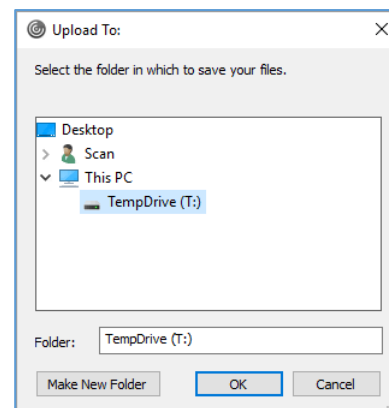 Upload To:
Select the folder in which to save your files.
Desktop
Scan
This PC
TempDrive (T:)
Folder: TempDrive (T:)
Make New Folder OK Cancel